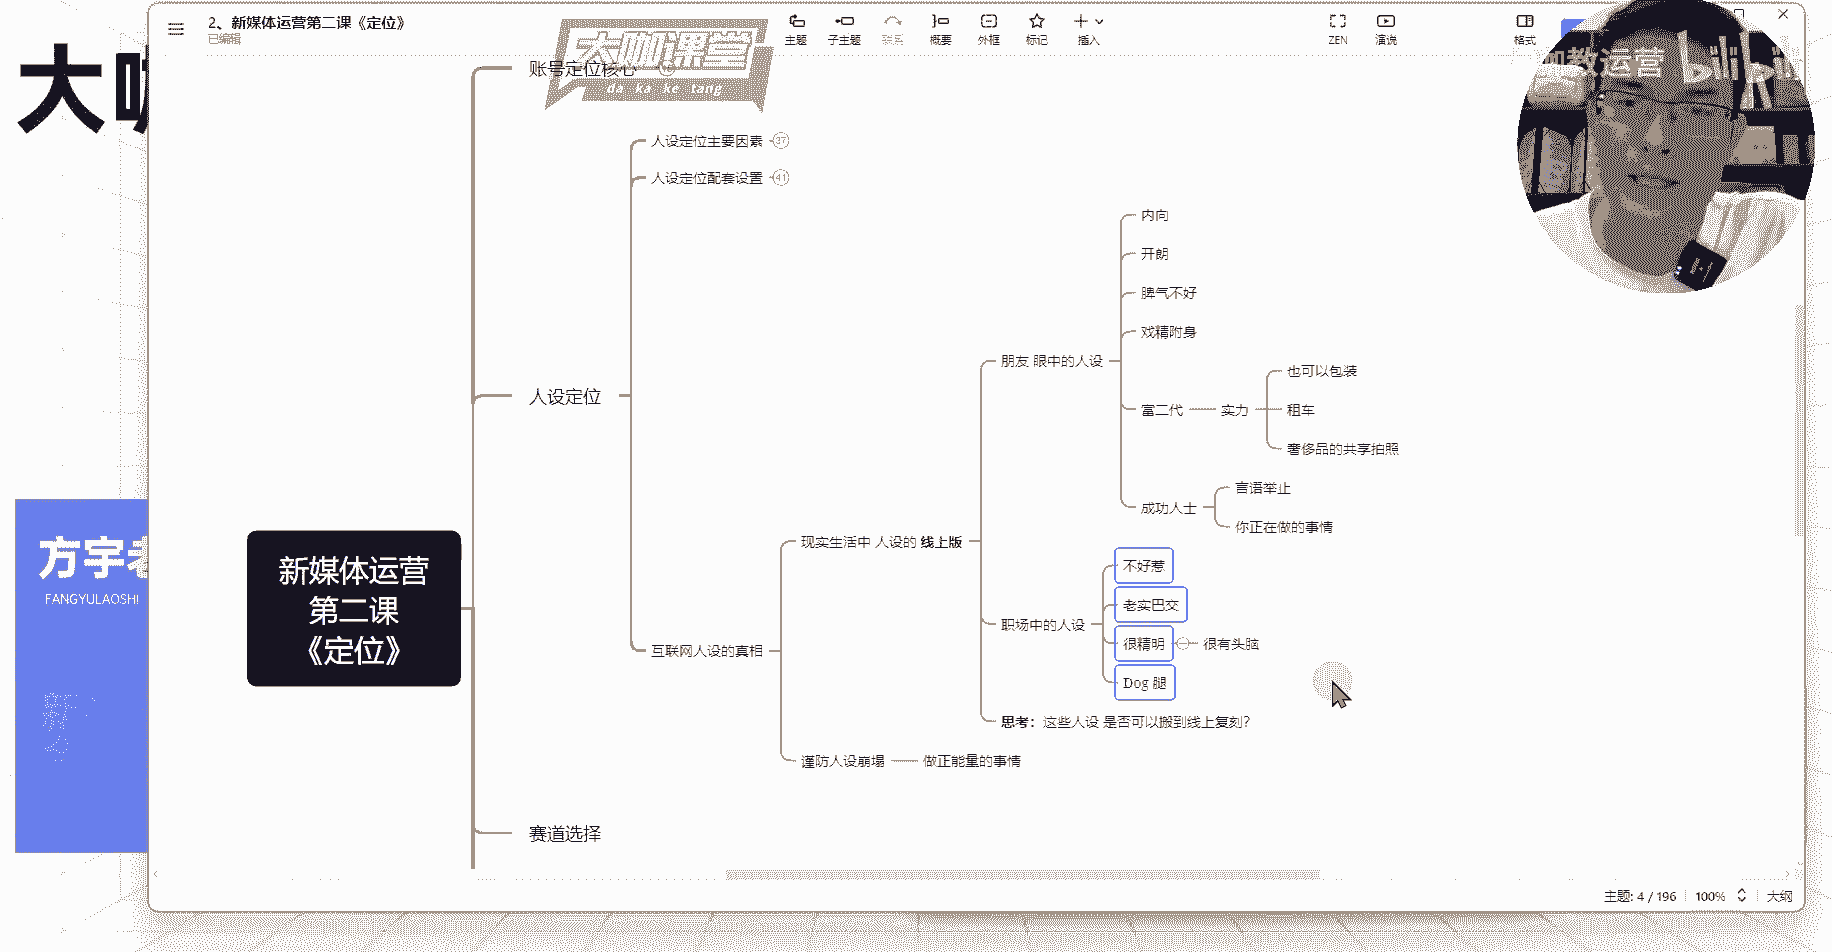 2、新媒体运营第二课《定位》
已编辑
主题
子主题
联系
概要
外框
标记
插入
ZEN
演说
格式
大咖课堂
da ka ke tang
咖教运营
bilibili
大咖
账号定位核心
人设定位主要因素
37
人设定位配套设置
41
内向
开朗
脾气不好
戏精附身
朋友 眼中的人设
也可以包装
人设定位
富二代
实力
租车
奢侈品的共享拍照
言语举止
成功人士
你正在做的事情
现实生活中 人设的 线上版
不好惹
老实巴交
职场中的人设
很精明
很有头脑
Dog 腿
互联网人设的真相
思考：这些人设 是否可以搬到线上复刻？
谨防人设崩塌
做正能量的事情
新媒体运营
第二课
《定位》
赛道选择
方宇老
FANGYULAOSHI
主题: 4 / 196
100%
大纲